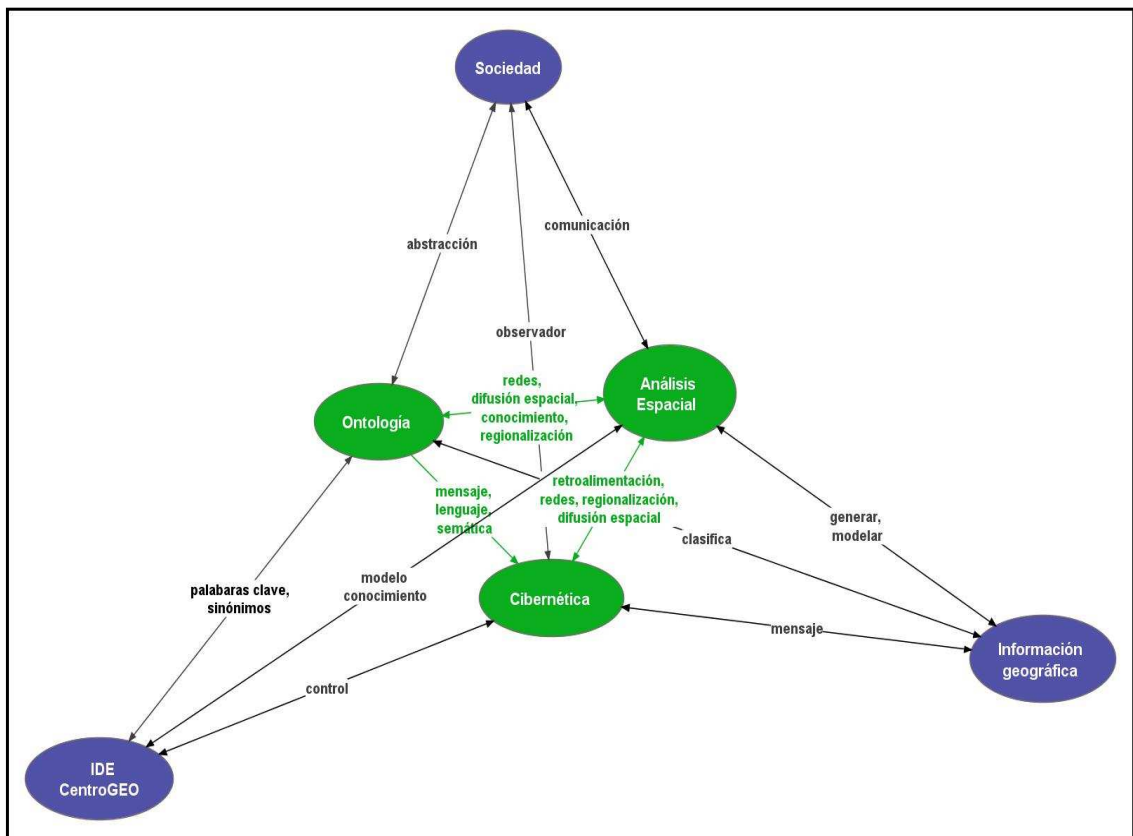 Sociedad
comunicación
abstracción
observador
redes,
difusión espacial,
conocimiento,
regionalización
Análisis
Espacial
Ontología
mensaje,
lenguaje,
semática
retroalimentación,
redes, regionalización,
difusión espacial
generar,
modelar
clasifica
palabaras clave,
sinónimos
modelo
conocimiento
Cibernética
mensaje
Información
geográfica
control
IDE
CentroGEO